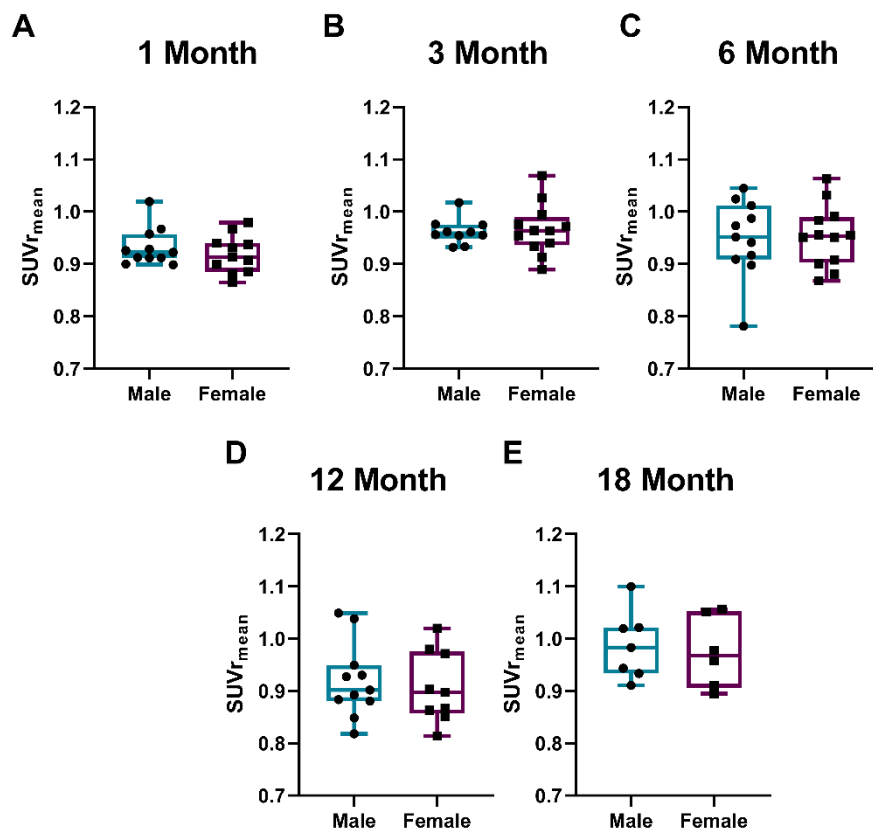 A
1 Month
SUVrmean
1.2
1.1
1.0
0.9
0.8
0.7
Male Female
B
3 Month
SUVrmean
1.2
1.1
1.0
0.9
0.8
0.7
Male Female
C
6 Month
SUVrmean
1.2
1.1
1.0
0.9
0.8
0.7
Male Female
D
12 Month
SUVrmean
1.2
1.1
1.0
0.9
0.8
0.7
Male Female
E
18 Month
SUVrmean
1.2
1.1
1.0
0.9
0.8
0.7
Male Female